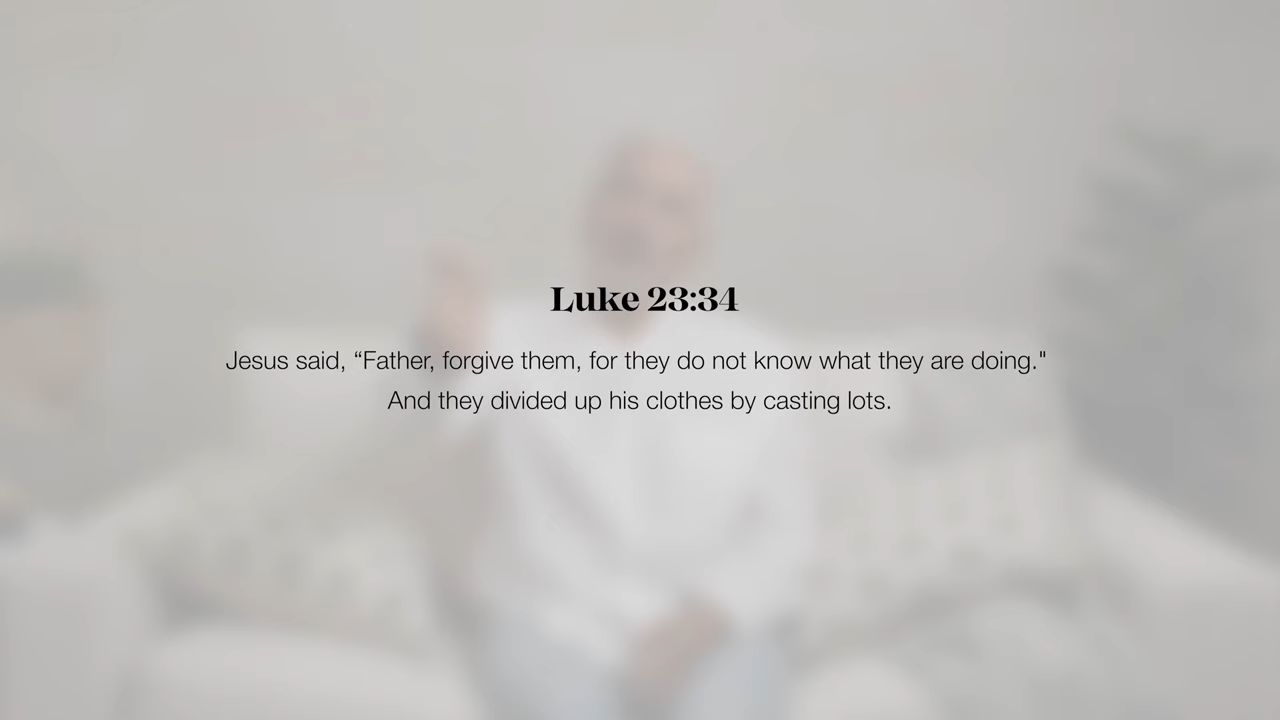 Luke 23:34
Jesus said, “Father, forgive them, for they do not know what they are doing."
And they divided up his clothes by casting lots.